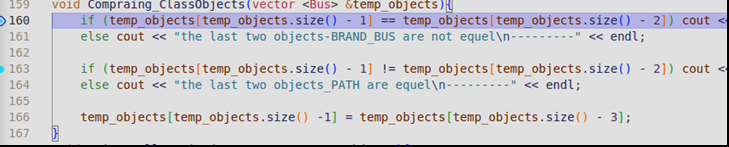 159 void Compraing_ClassObjects(vector <Bus> &temp_objects){
160 if (temp_objects[temp_objects.size() - 1] == temp_objects[temp_objects.size() - 2]) cout <
161 else cout << "the last two objects-BRAND_BUS are not equel\n---------" << endl;
163 if (temp_objects[temp_objects.size() - 1] != temp_objects[temp_objects.size() - 2]) cout <
164 else cout << "the last two objects_PATH are equel\n---------" << endl;
165
166 temp_objects[temp_objects.size() -1] = temp_objects[temp_objects.size() - 3];
167 }